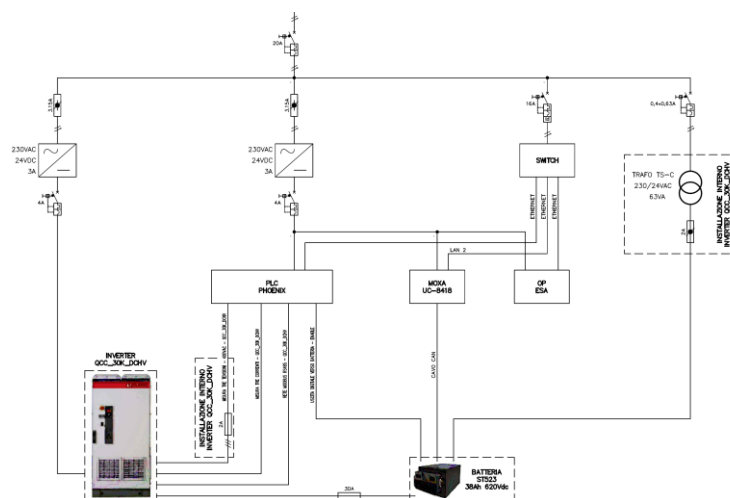 20A
3,15A
3,15A
16A
0,4÷0,63A
230VAC
24VDC
3A
230VAC
24VDC
3A
SWITCH
TRAFO TS-C
230/24VAC
63VA
2A
INSTALLAZIONE INTERNO
INVERTER QCC_30K_DCHV
4A
4A
ETHERNET
ETHERNET
ETHERNET
LAN 2
PLC
PHOENIX
MOXA
UC-8418
OP
ESA
INVERTER
QCC_30K_DCHV
INSTALLAZIONE INTERNO
INVERTER QCC_30K_DCHV
2A
CAVO CAN
30A
BATTERIA
ST523
38Ah 620Vdc